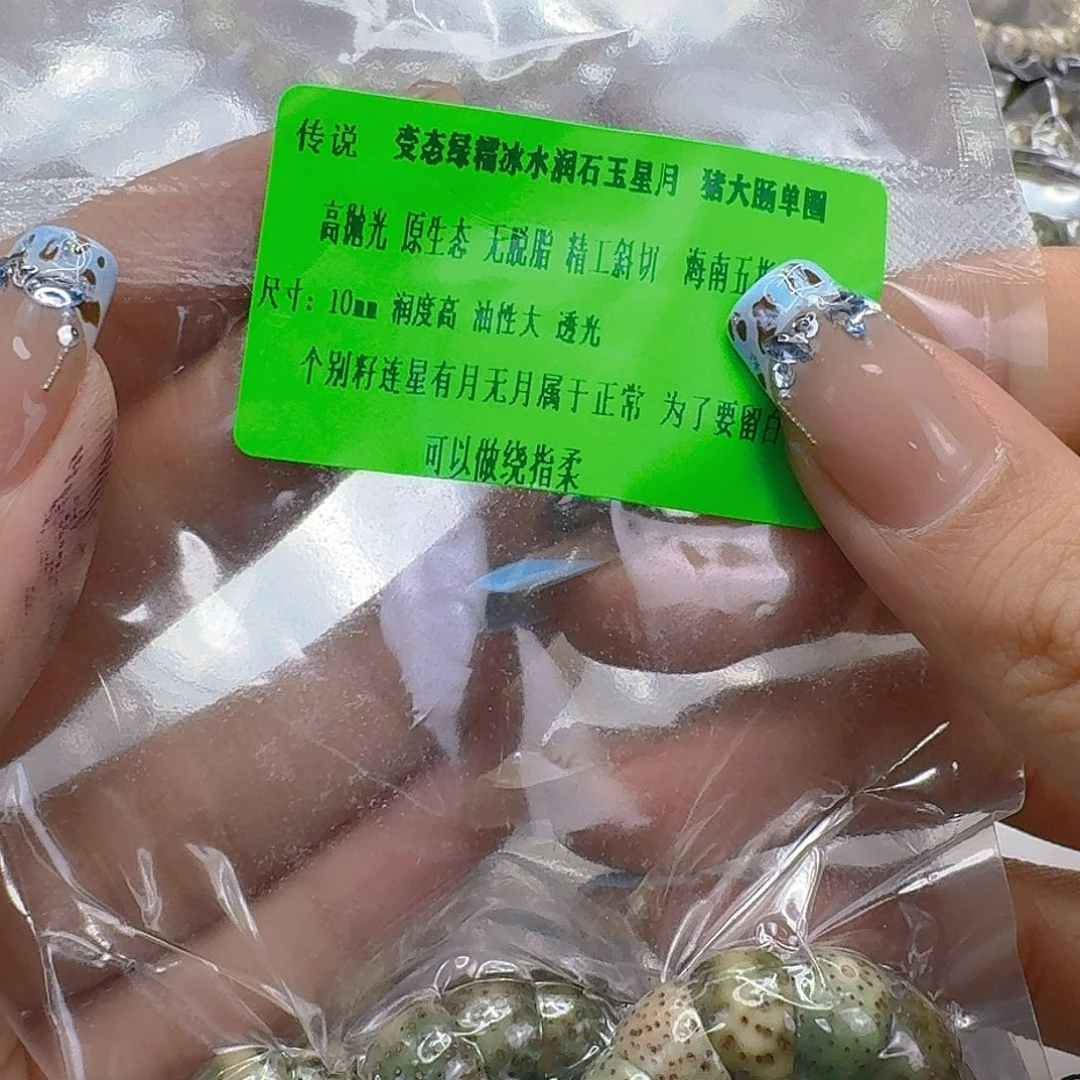 传说 变态绿糯冰水润石玉星月 猪大肠单圈
高抛光 原生态 无脱脂 精工斜切 海南五指
尺寸：10mm 润度高 油性大 透光
个别籽连星有月无月属于正常 为了要留白
可以做绕指柔